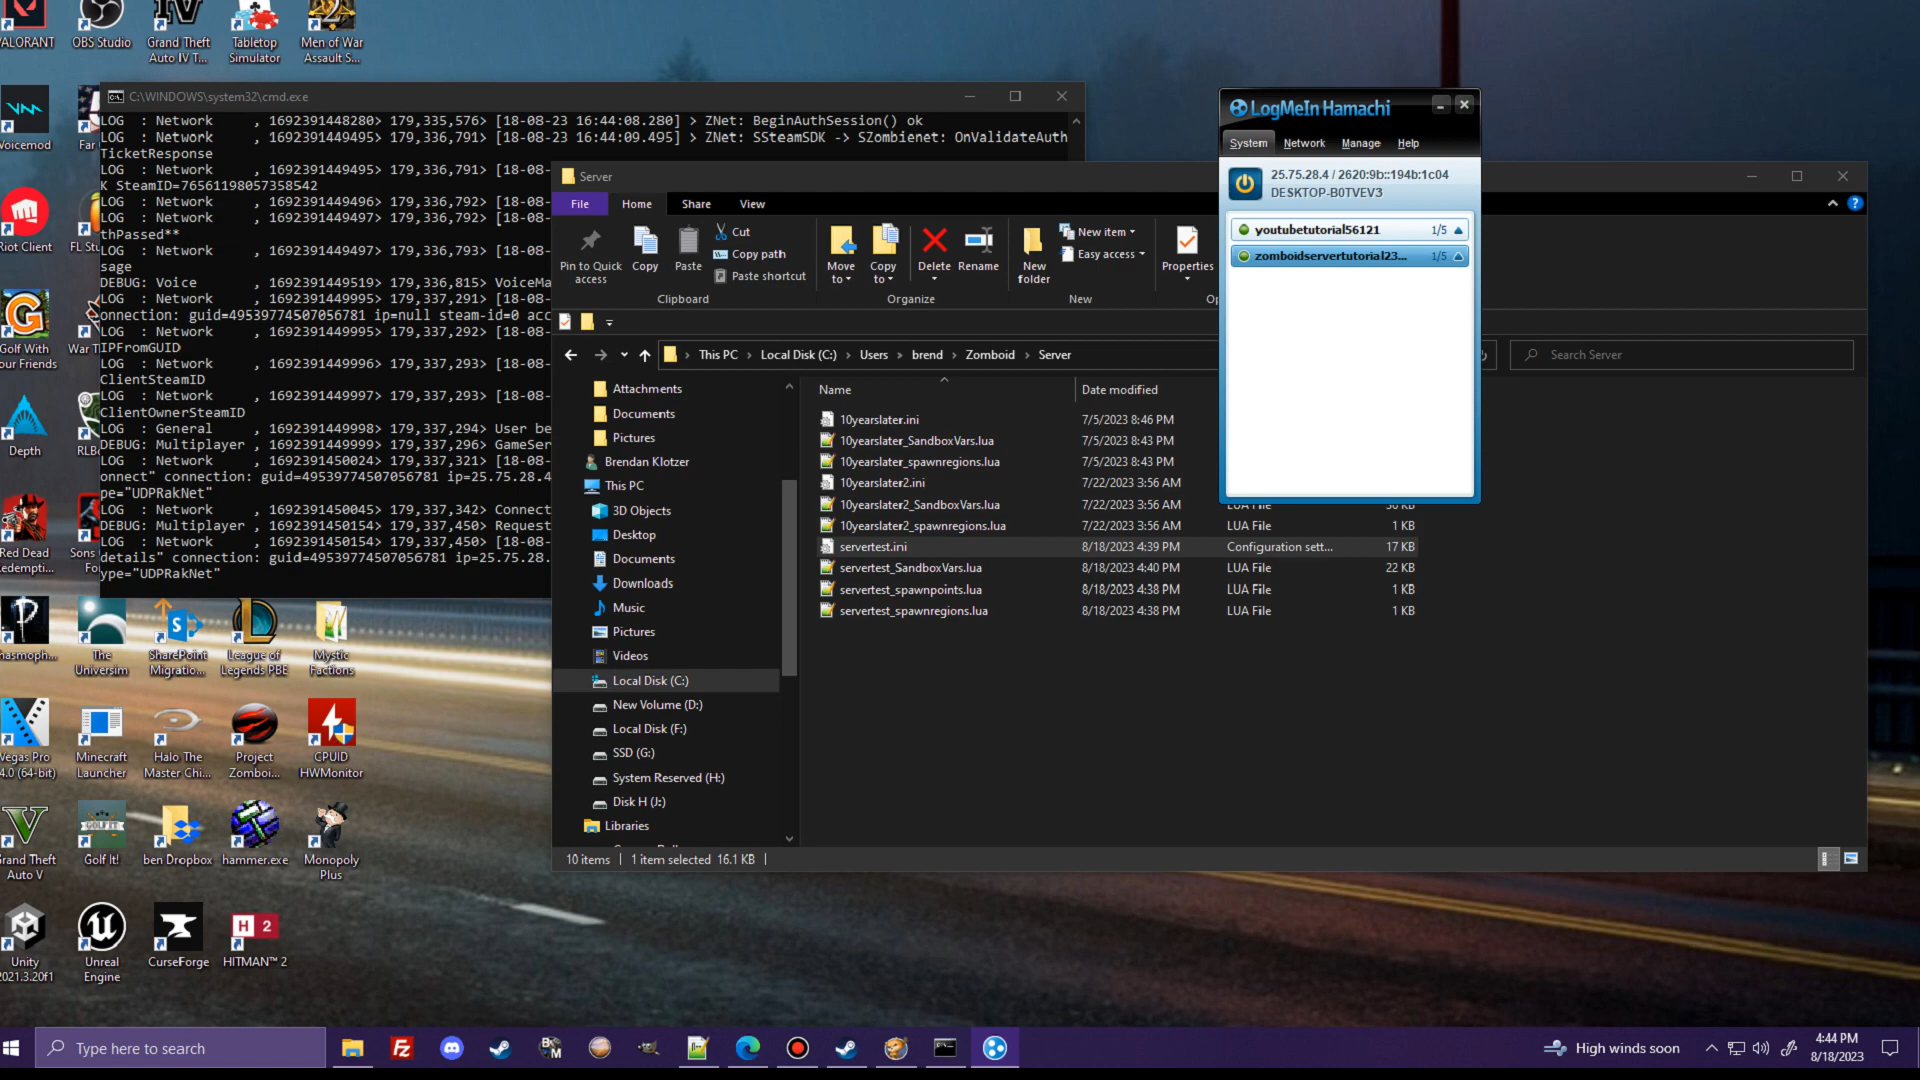 VALORANT
OBS Studio
Grand Theft
Auto IV T...
Tabletop
Simulator
Men of War
Assault S...
Voicemod
Far
Riot Client
FL Stu
Golf With
Your Friends
War T
Depth
RLB
Red Dead
Redempti...
Sons
Fo
hasmoph...
The
Universim
SharePoint
Migratio...
League of
Legends PBE
Mystic
Factions
Vegas Pro
4.0 (64-bit)
Minecraft
Launcher
Halo The
Master Chi...
Project
Zomboi...
CPUID
HWMonitor
Grand Theft
Auto V
Golf It!
ben Dropbox
hammer.exe
Monopoly
Plus
Unity
2021.3.20f1
Unreal
Engine
CurseForge
HITMAN™ 2
C:\WINDOWS\system32\cmd.exe
LOG : Network , 1692391448280> 179,335,576> [18-08-23 16:44:08.280] > ZNet: BeginAuthSession() ok
LOG : Network , 1692391449495> 179,336,791> [18-08-23 16:44:09.495] > ZNet: SSteamSDK -> SZombienet: OnValidateAuth
TicketResponse
LOG : Network , 1692391449495> 179,336,791> [18-08-
K SteamID=76561198057358542
LOG : Network , 1692391449496> 179,336,792> [18-08-
LOG : Network , 1692391449497> 179,336,792> [18-08-
thPassed**
LOG : Network , 1692391449497> 179,336,793> [18-08-
sage
DEBUG: Voice , 1692391449519> 179,336,815> VoiceMa
LOG : Network , 1692391449995> 179,337,291> [18-08-
onnection: guid=49539774507056781 ip=null steam-id=0 acc
LOG : Network , 1692391449995> 179,337,292> [18-08-
IPFromGUID
LOG : Network , 1692391449996> 179,337,293> [18-08-
ClientSteamID
LOG : Network , 1692391449997> 179,337,293> [18-08-
ClientOwnerSteamID
LOG : General , 1692391449998> 179,337,294> User be
DEBUG: Multiplayer , 1692391449999> 179,337,296> GameSer
LOG : Network , 1692391450024> 179,337,321> [18-08-
onnect" connection: guid=49539774507056781 ip=25.75.28.4
pe="UDPRakNet"
LOG : Network , 1692391450045> 179,337,342> Connect
DEBUG: Multiplayer , 1692391450154> 179,337,450> Request
LOG : Network , 1692391450154> 179,337,450> [18-08-
details" connection: guid=49539774507056781 ip=25.75.28.
ype="UDPRakNet"
Server
File Home Share View
Pin to Quick
access
Copy
Paste
Cut
Copy path
Paste shortcut
Clipboard
Move
to
Copy
to
Delete
Rename
Organize
New
folder
New item
Easy access
New
Properties
Op
This PC › Local Disk (C:) › Users › brend › Zomboid › Server
Search Server
Attachments
Documents
Pictures
Brendan Klotzer
This PC
3D Objects
Desktop
Documents
Downloads
Music
Pictures
Videos
Local Disk (C:)
New Volume (D:)
Local Disk (F:)
SSD (G:)
System Reserved (H:)
Disk H (J:)
Libraries
Name Date modified
10yearslater.ini 7/5/2023 8:46 PM
10yearslater_SandboxVars.lua 7/5/2023 8:43 PM
10yearslater_spawnregions.lua 7/5/2023 8:43 PM
10yearslater2.ini 7/22/2023 3:56 AM
10yearslater2_SandboxVars.lua 7/22/2023 3:56 AM LUA File
10yearslater2_spawnregions.lua 7/22/2023 3:56 AM LUA File 1 KB
servertest.ini 8/18/2023 4:39 PM Configuration sett... 17 KB
servertest_SandboxVars.lua 8/18/2023 4:40 PM LUA File 22 KB
servertest_spawnpoints.lua 8/18/2023 4:38 PM LUA File 1 KB
servertest_spawnregions.lua 8/18/2023 4:38 PM LUA File 1 KB
10 items 1 item selected 16.1 KB
LogMeIn Hamachi
System Network Manage Help
25.75.28.4 / 2620:9b::194b:1c04
DESKTOP-B0TVEV3
youtubetutorial56121 1/5
zomboidservertutorial23... 1/5
Type here to search
High winds soon
4:44 PM
8/18/2023